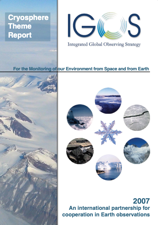 Cryosphere
Theme
Report
IGOS
Integrated Global Observing Strategy
For the Monitoring of our Environment from Space and from Earth
2007
An international partnership for
cooperation in Earth observations